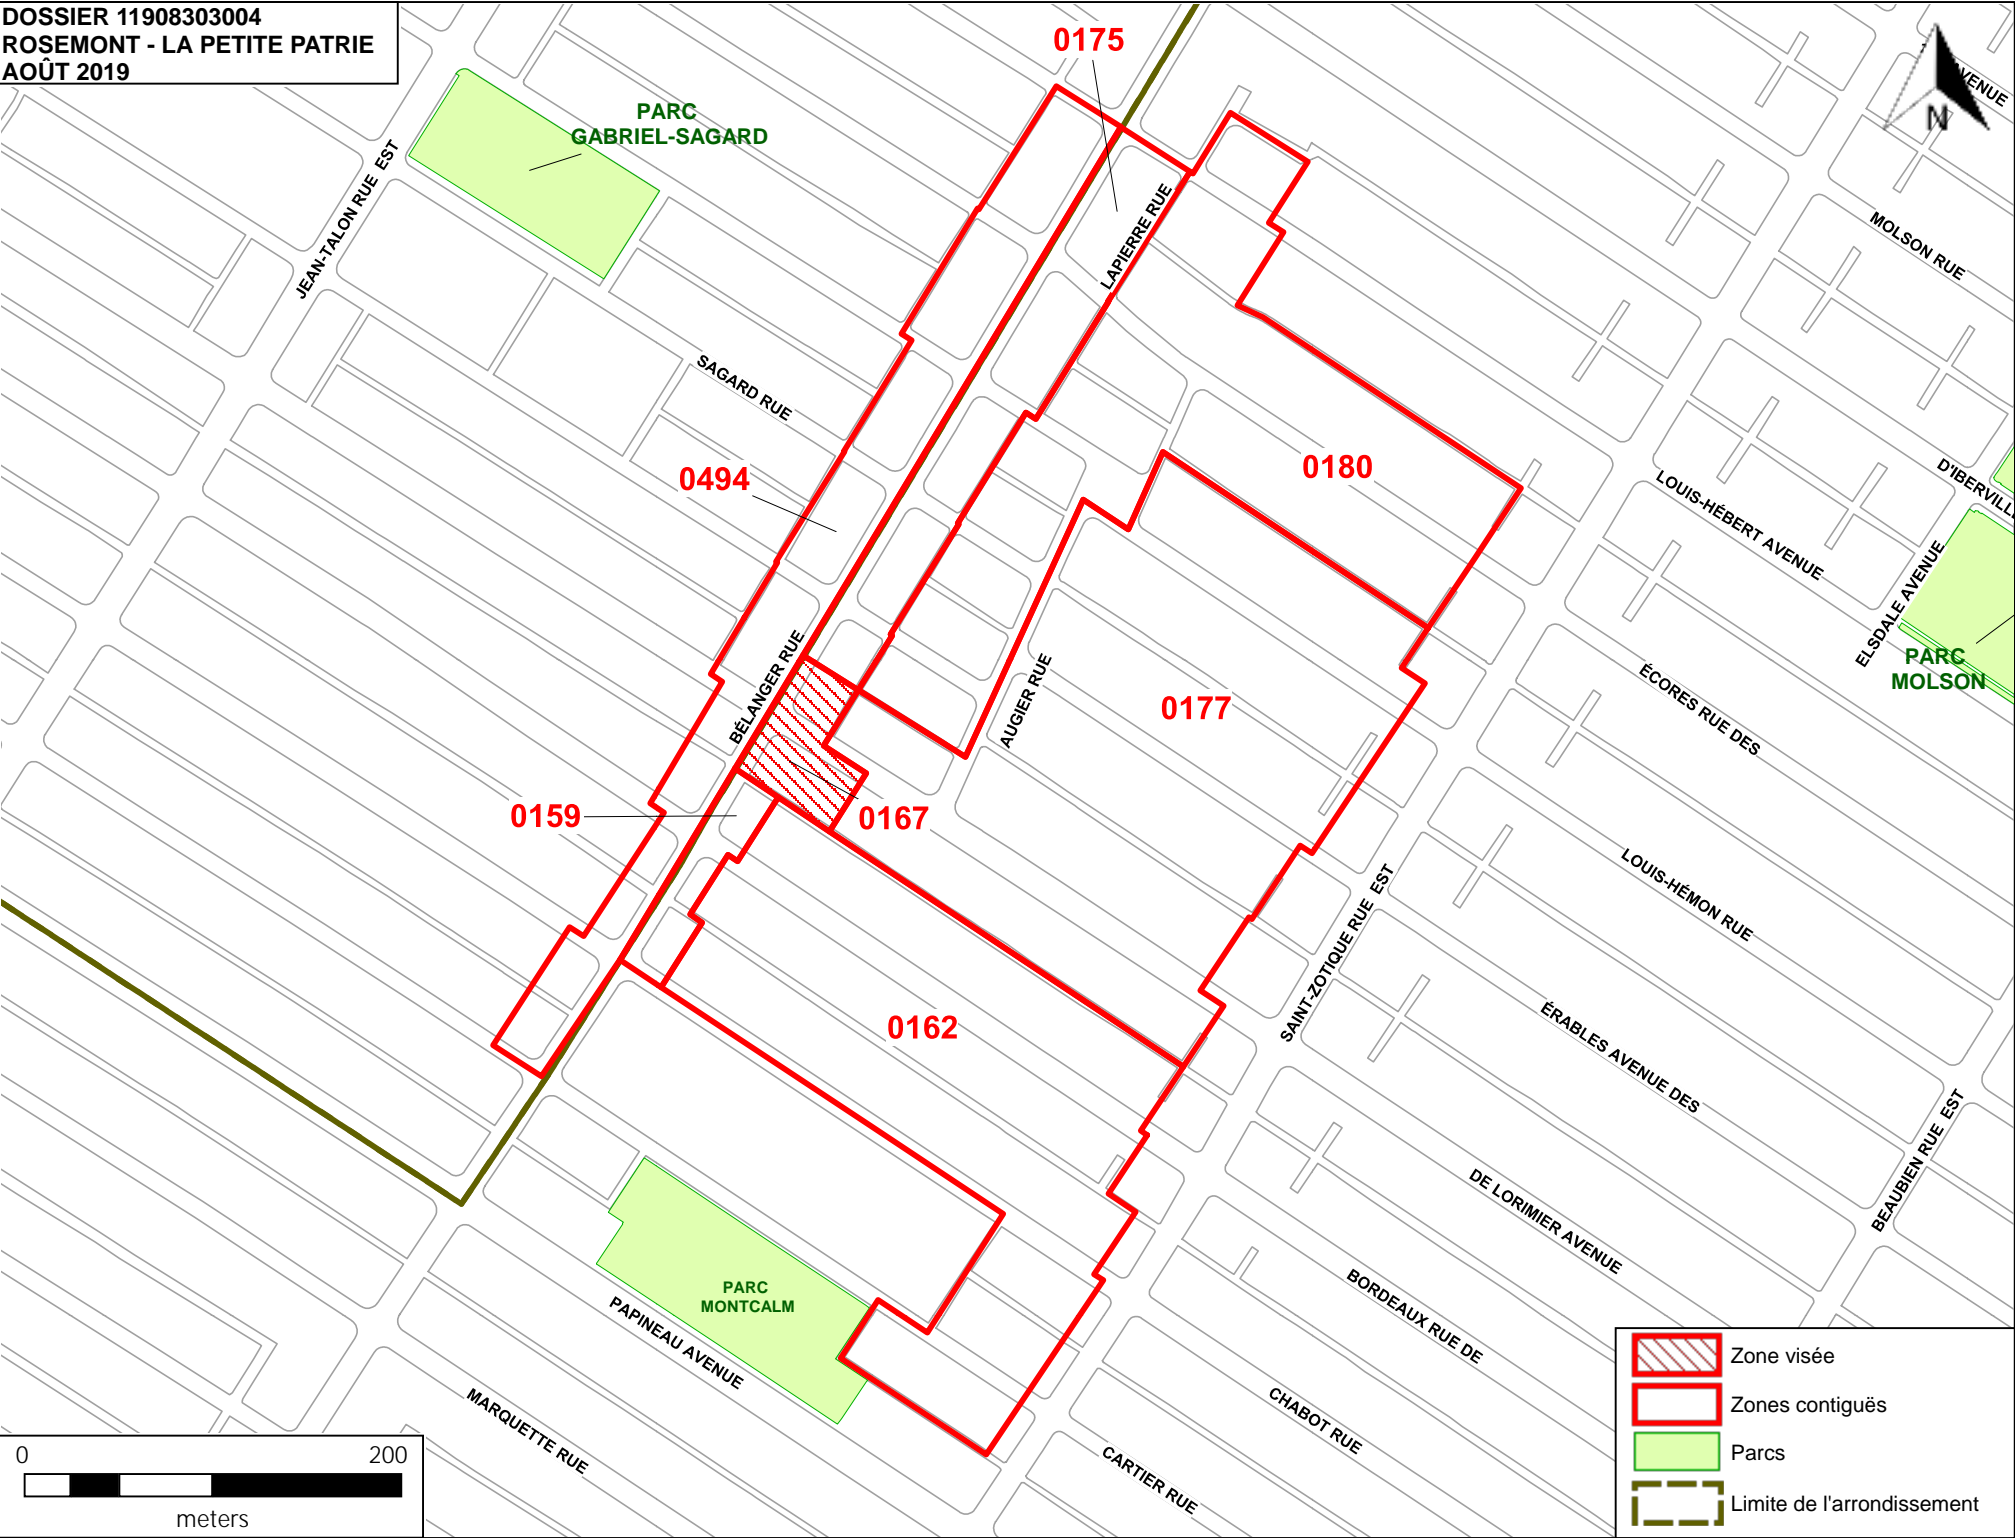 DOSSIER 11908303004
ROSEMONT - LA PETITE PATRIE
AOÛT 2019
0175
AVENUE
N
PARC
GABRIEL-SAGARD
JEAN-TALON RUE EST
LAPIERRE RUE
MOLSON RUE
SAGARD RUE
0494
0180
D'IBERVILLE
LOUIS-HÉBERT AVENUE
ELSDALE AVENUE
PARC
MOLSON
BÉLANGER RUE
AUGIER RUE
0177
ÉCORES RUE DES
0159
0167
LOUIS-HÉMON RUE
SAINT-ZOTIQUE RUE EST
0162
ÉRABLES AVENUE DES
BEAUBIEN RUE EST
DE LORIMIER AVENUE
PARC
MONTCALM
PAPINEAU AVENUE
BORDEAUX RUE DE
MARQUETTE RUE
CHABOT RUE
CARTIER RUE
Zone visée
Zones contiguës
Parcs
Limite de l'arrondissement
0 200
meters